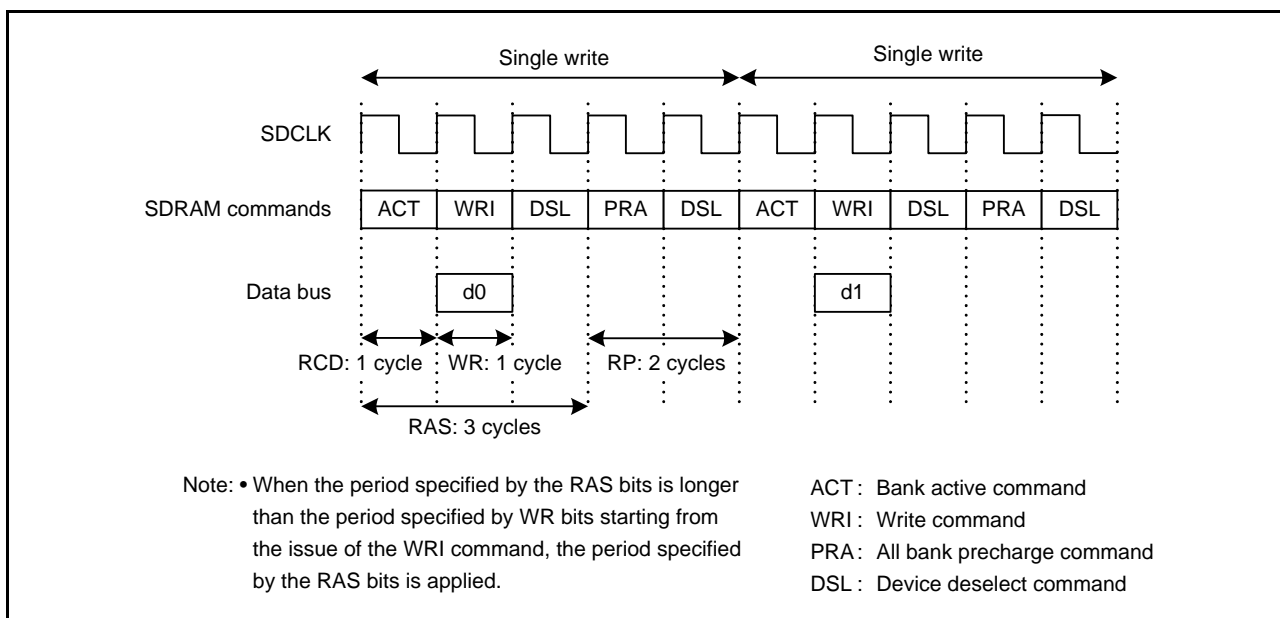 Single write Single write
SDCLK
SDRAM commands ACT WRI DSL PRA DSL ACT WRI DSL PRA DSL
Data bus d0 d1
RCD: 1 cycle WR: 1 cycle RP: 2 cycles
RAS: 3 cycles
Note: • When the period specified by the RAS bits is longer
than the period specified by WR bits starting from
the issue of the WRI command, the period specified
by the RAS bits is applied.
ACT : Bank active command
WRI : Write command
PRA : All bank precharge command
DSL : Device deselect command